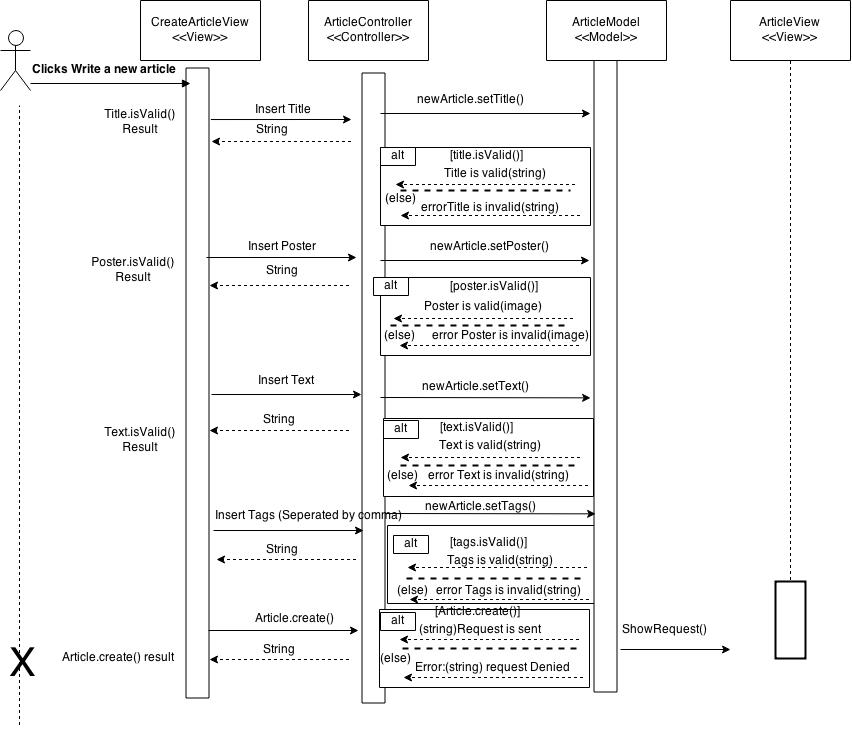 CreateArticleView
<<View>>
ArticleController
<<Controller>>
ArticleModel
<<Model>>
ArticleView
<<View>>
Clicks Write a new article
Title.isValid()
Result
Insert Title
String
newArticle.setTitle()
alt
[title.isValid()]
Title is valid(string)
(else)
errorTitle is invalid(string)
Poster.isValid()
Result
Insert Poster
String
newArticle.setPoster()
alt
[poster.isValid()]
Poster is valid(image)
(else)
error Poster is invalid(image)
Insert Text
newArticle.setText()
Text.isValid()
Result
String
alt
[text.isValid()]
Text is valid(string)
(else)
error Text is invalid(string)
newArticle.setTags()
Insert Tags (Seperated by comma)
String
alt
[tags.isValid()]
Tags is valid(string)
(else)
error Tags is invalid(string)
Article.create()
alt
[Article.create()]
(string)Request is sent
ShowRequest()
Article.create() result
String
(else)
Error:(string) request Denied